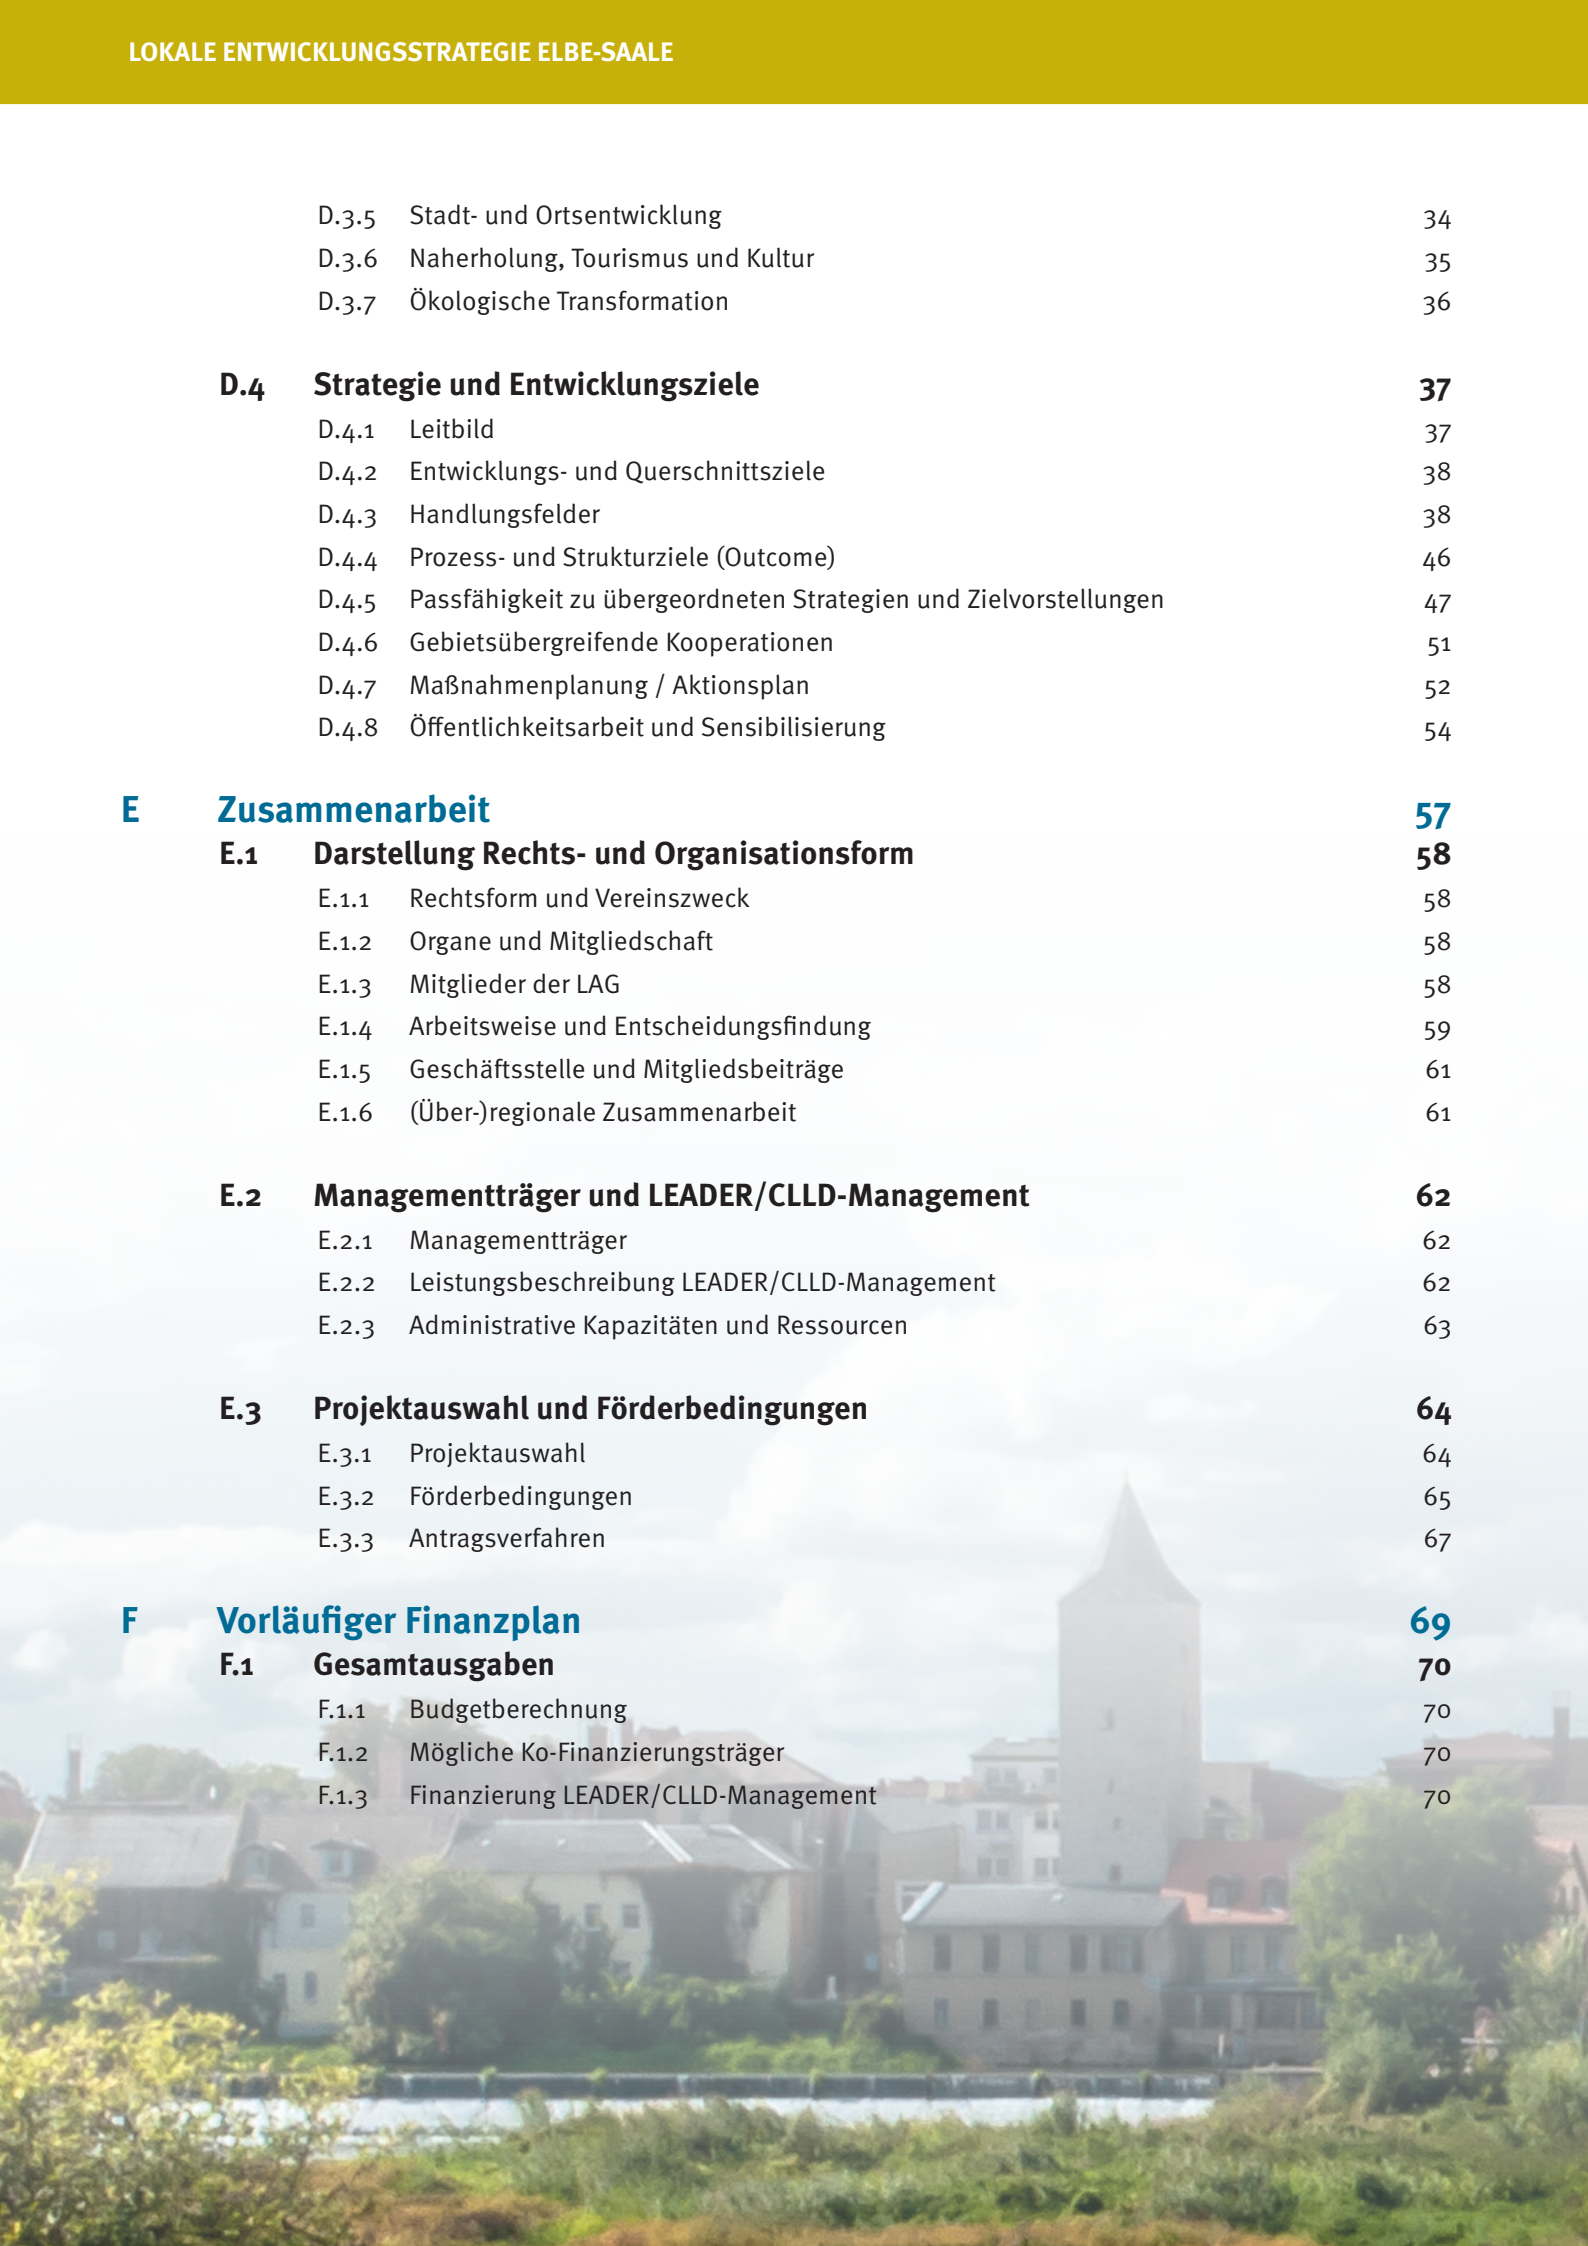 LOKALE ENTWICKLUNGSSTRATEGIE ELBE-SAALE
D.3.5 Stadt- und Ortsentwicklung 34
D.3.6 Naherholung, Tourismus und Kultur 35
D.3.7 Ökologische Transformation 36
D.4 Strategie und Entwicklungsziele 37
D.4.1 Leitbild 37
D.4.2 Entwicklungs- und Querschnittsziele 38
D.4.3 Handlungsfelder 38
D.4.4 Prozess- und Strukturziele (Outcome) 46
D.4.5 Passfähigkeit zu übergeordneten Strategien und Zielvorstellungen 47
D.4.6 Gebietsübergreifende Kooperationen 51
D.4.7 Maßnahmenplanung / Aktionsplan 52
D.4.8 Öffentlichkeitsarbeit und Sensibilisierung 54
E Zusammenarbeit 57
E.1 Darstellung Rechts- und Organisationsform 58
E.1.1 Rechtsform und Vereinszweck 58
E.1.2 Organe und Mitgliedschaft 58
E.1.3 Mitglieder der LAG 58
E.1.4 Arbeitsweise und Entscheidungsfindung 59
E.1.5 Geschäftsstelle und Mitgliedsbeiträge 61
E.1.6 (Über-)regionale Zusammenarbeit 61
E.2 Managementträger und LEADER/CLLD-Management 62
E.2.1 Managementträger 62
E.2.2 Leistungsbeschreibung LEADER/CLLD-Management 62
E.2.3 Administrative Kapazitäten und Ressourcen 63
E.3 Projektauswahl und Förderbedingungen 64
E.3.1 Projektauswahl 64
E.3.2 Förderbedingungen 65
E.3.3 Antragsverfahren 67
F Vorläufiger Finanzplan 69
F.1 Gesamtausgaben 70
F.1.1 Budgetberechnung 70
F.1.2 Mögliche Ko-Finanzierungsträger 70
F.1.3 Finanzierung LEADER/CLLD-Management 70